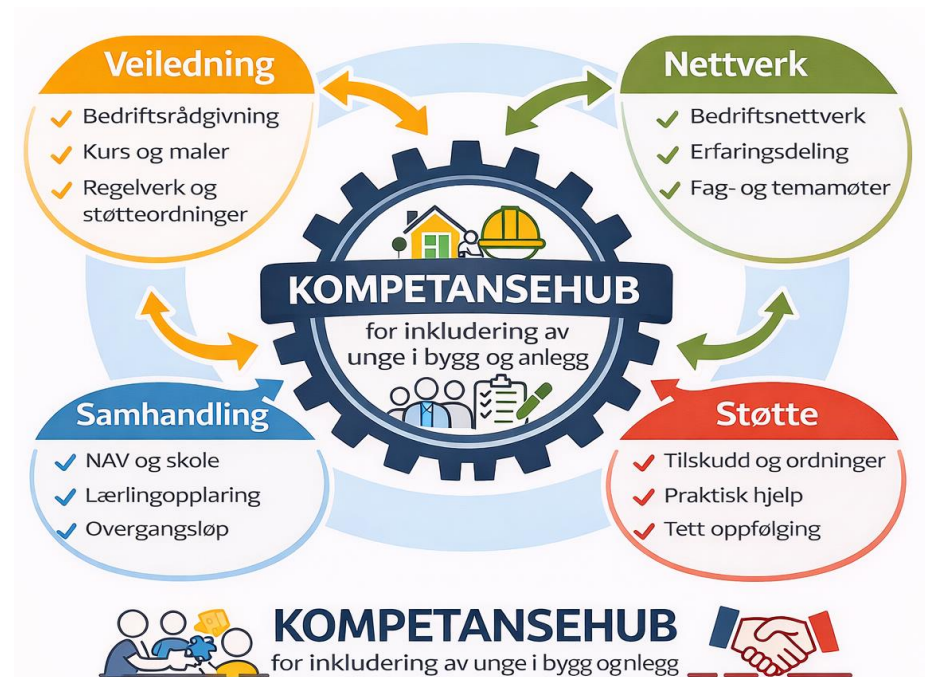 Veiledning
Bedriftsrådgivning
Kurs og maler
Regelverk og
støtteordninger
Nettverk
Bedriftsnettverk
Erfaringsdeling
Fag- og temamøter
KOMPETANSEHUB
for inkludering av
unge i bygg og anlegg
Samhandling
NAV og skole
Lærlingopplaring
Overgangsløp
Støtte
Tilskudd og ordninger
Praktisk hjelp
Tett oppfølging
KOMPETANSEHUB
for inkludering av unge i bygg ognlegg